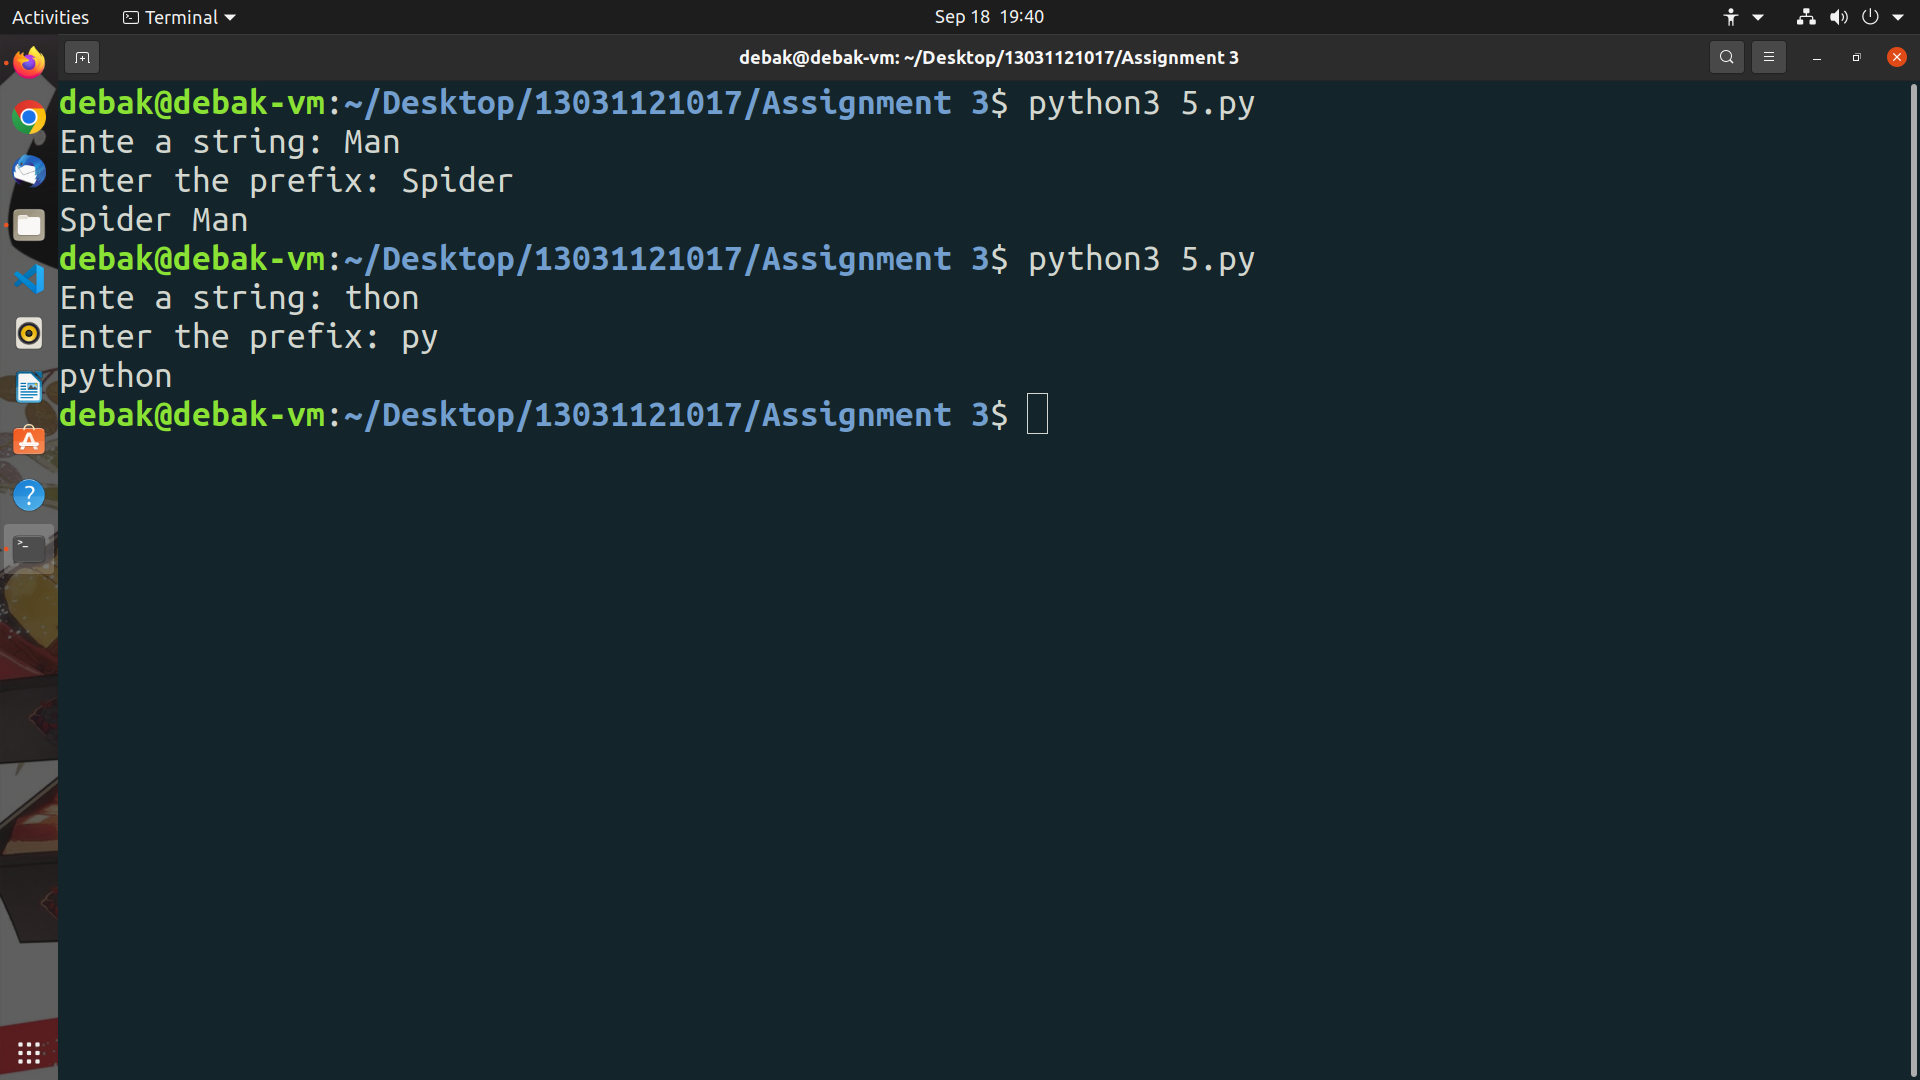 Activities Terminal Sep 18 19:40
debak@debak-vm: ~/Desktop/13031121017/Assignment 3
debak@debak-vm:~/Desktop/13031121017/Assignment 3$ python3 5.py
Ente a string: Man
Enter the prefix: Spider
Spider Man
debak@debak-vm:~/Desktop/13031121017/Assignment 3$ python3 5.py
Ente a string: thon
Enter the prefix: py
python
debak@debak-vm:~/Desktop/13031121017/Assignment 3$